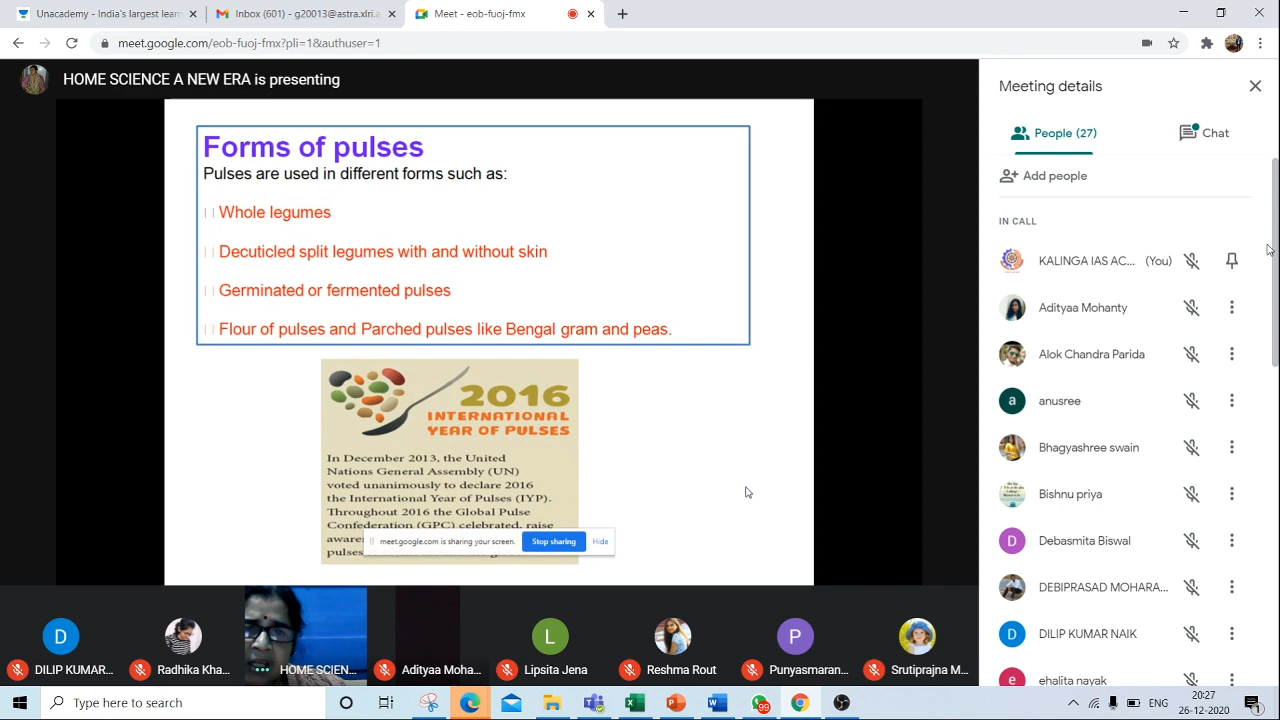 Unacademy - India's largest learn
Inbox (601) - g20013@astra.xlri.
Meet - eob-fuoj-fmx
meet.google.com/eob-fuoj-fmx?pli=1&authuser=1
HOME SCIENCE A NEW ERA is presenting
Forms of pulses
Pulses are used in different forms such as:
Whole legumes
Decuticled split legumes with and without skin
Germinated or fermented pulses
Flour of pulses and Parched pulses like Bengal gram and peas.
2016
INTERNATIONAL
YEAR OF PULSES
In December 2013, the United
Nations General Assembly (UN)
voted unanimously to declare 2016
the International Year of Pulses (IYP).
Throughout 2016 the Global Pulse
Confederation (GPC) celebrated, raise
meet.google.com is sharing your screen.
Stop sharing
Hide
Meeting details
People (27)
Chat
Add people
IN CALL
KALINGA IAS AC... (You)
Adityaa Mohanty
Alok Chandra Parida
a anusree
Bhagyashree swain
Bishnu priya
D Debasmita Biswal
DEBIPRASAD MOHARA...
D DILIP KUMAR NAIK
e ehalita nayak
D
L
P
DILIP KUMAR...
Radhika Kha...
HOME SCIEN...
Adityaa Moha...
Lipsita Jena
Reshma Rout
Punyasmaran...
Srutiprajna M...
Type here to search
99
ENG
20:27
26-12-2020
1